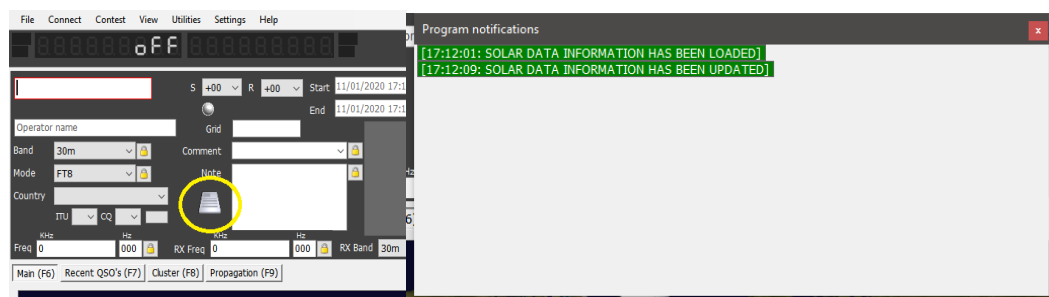 File Connect Contest View Utilities Settings Help
oFF
S +00 R +00 Start 11/01/2020 17:1
End 11/01/2020 17:1
Operator name
Grid
Band 30m Comment
Mode FT8 Note
Country
ITU CQ
KHz Hz KHz Hz
Freq 0 000 RX Freq 0 000 RX Band 30m
Main (F6) Recent QSO's (F7) Cluster (F8) Propagation (F9)
Program notifications x
[17:12:01: SOLAR DATA INFORMATION HAS BEEN LOADED]
[17:12:09: SOLAR DATA INFORMATION HAS BEEN UPDATED]